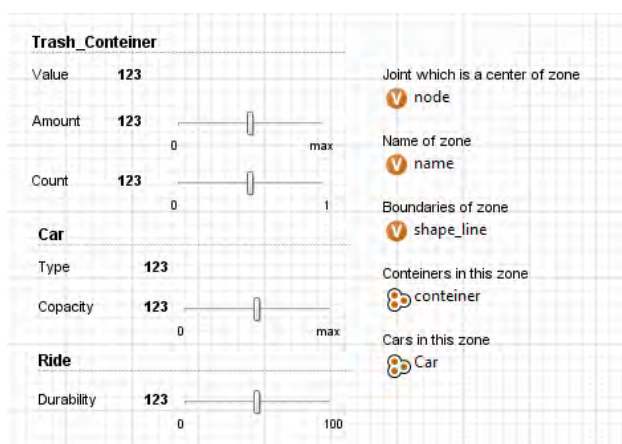 Trash_Conteiner
Value 123
Amount 123
0 max
Count 123
0 1
Car
Type 123
Copacity 123
0 max
Ride
Durability 123
0 100
Joint which is a center of zone
V node
Name of zone
V name
Boundaries of zone
V shape_line
Conteiners in this zone
conteiner
Cars in this zone
Car